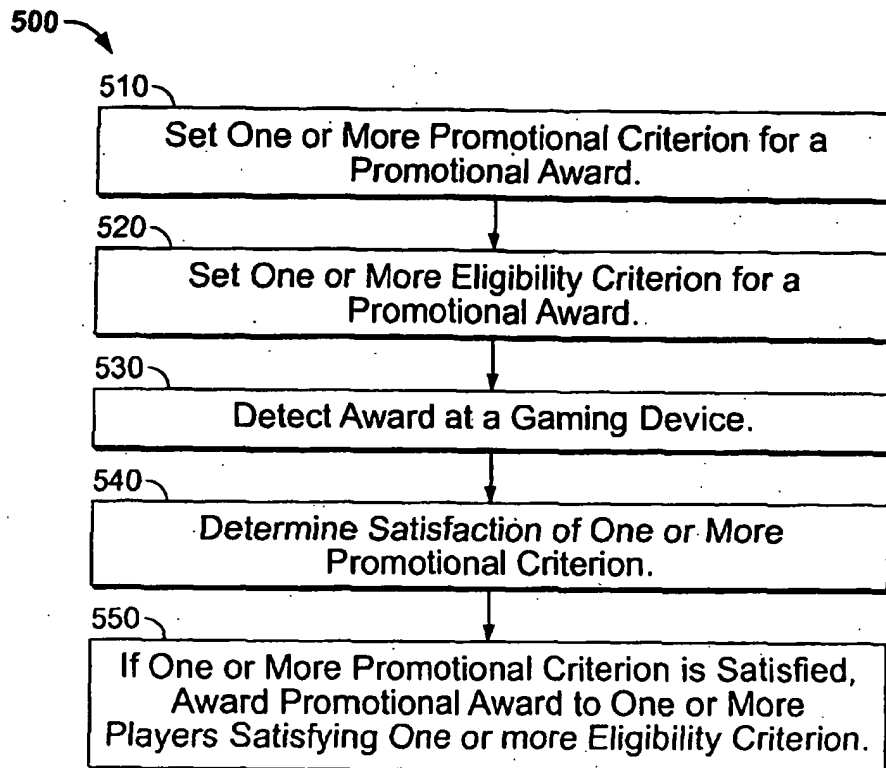 500
510
Set One or More Promotional Criterion for a
Promotional Award.
520
Set One or More Eligibility Criterion for a
Promotional Award.
530
Detect Award at a Gaming Device.
540
Determine Satisfaction of One or More
Promotional Criterion.
550
If One or More Promotional Criterion is Satisfied,
Award Promotional Award to One or More
Players Satisfying One or more Eligibility Criterion.